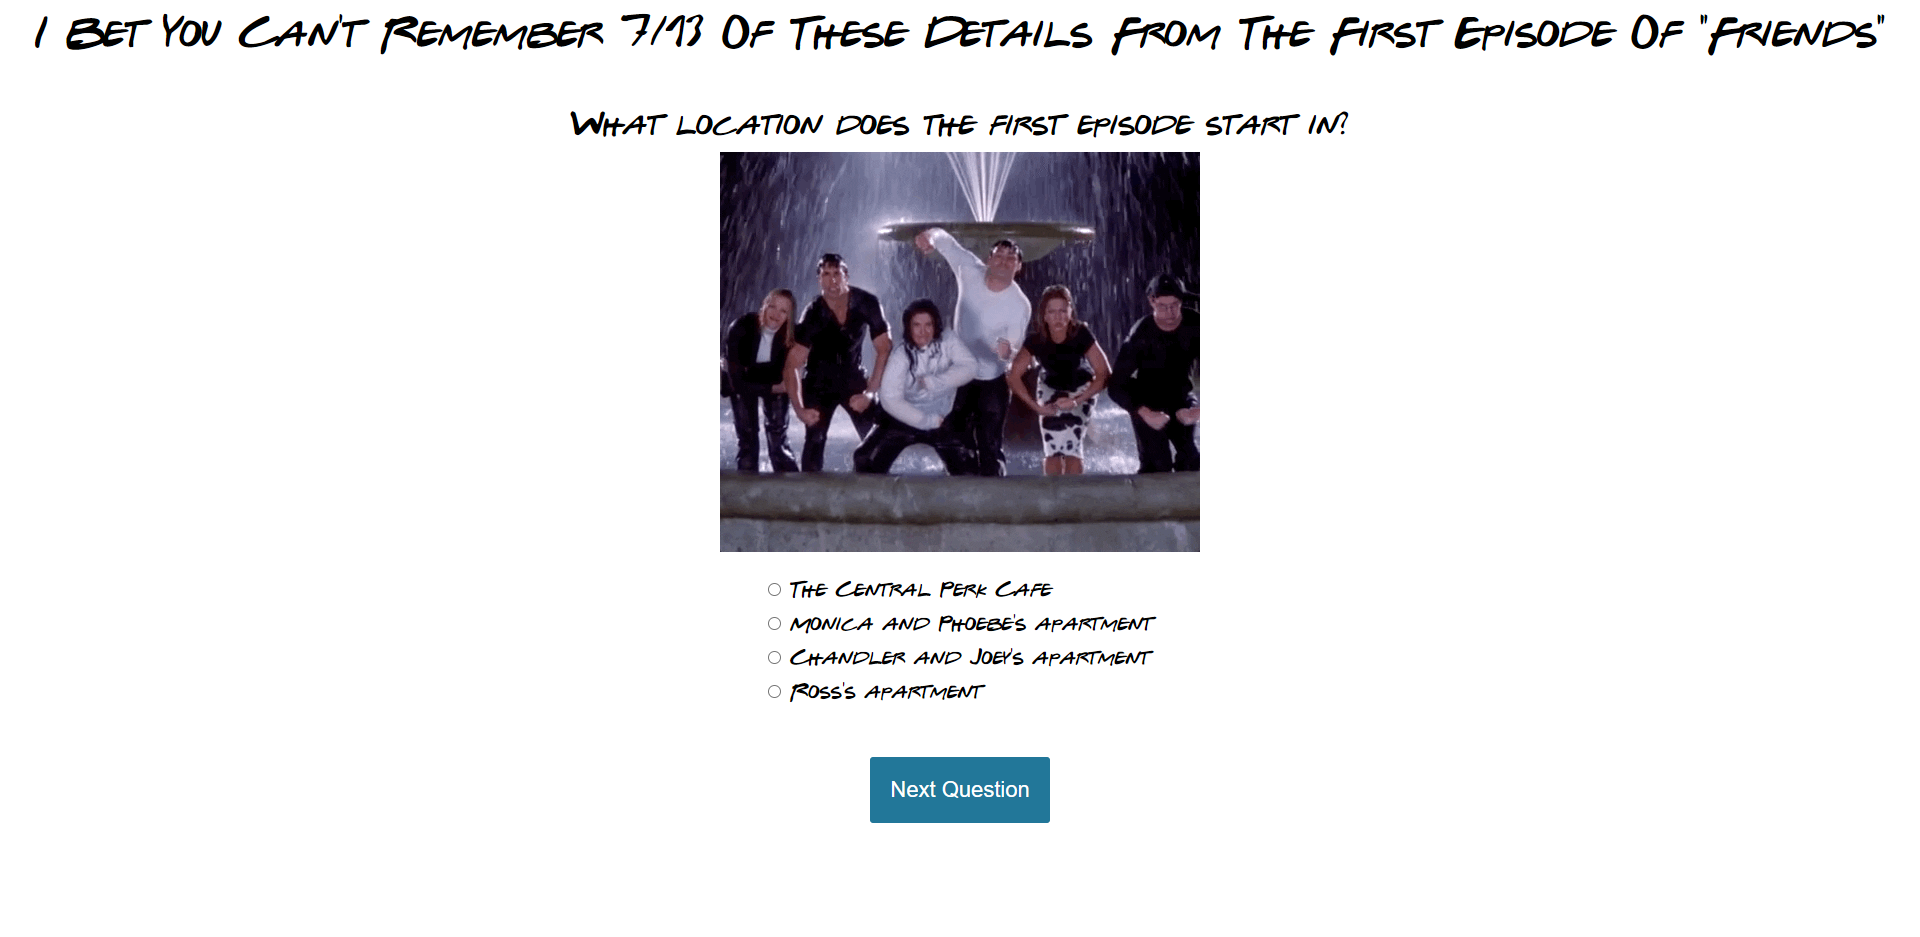 I Bet You Can't Remember 7/13 Of These Details From The First Episode Of "Friends"
What location does the first episode start in?
The Central Perk Cafe
Monica and Phoebe's apartment
Chandler and Joey's apartment
Ross's apartment
Next Question